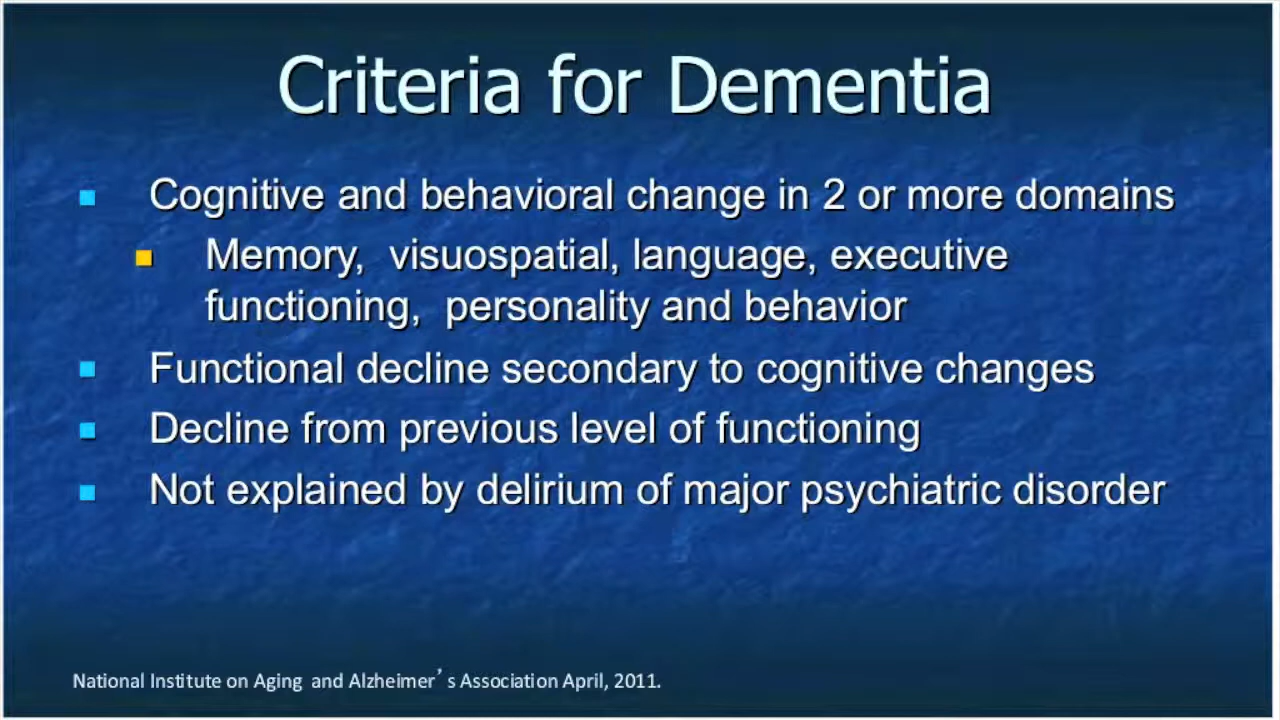 Criteria for Dementia
Cognitive and behavioral change in 2 or more domains
Memory, visuospatial, language, executive
functioning, personality and behavior
Functional decline secondary to cognitive changes
Decline from previous level of functioning
Not explained by delirium of major psychiatric disorder
National Institute on Aging and Alzheimer’s Association April, 2011.